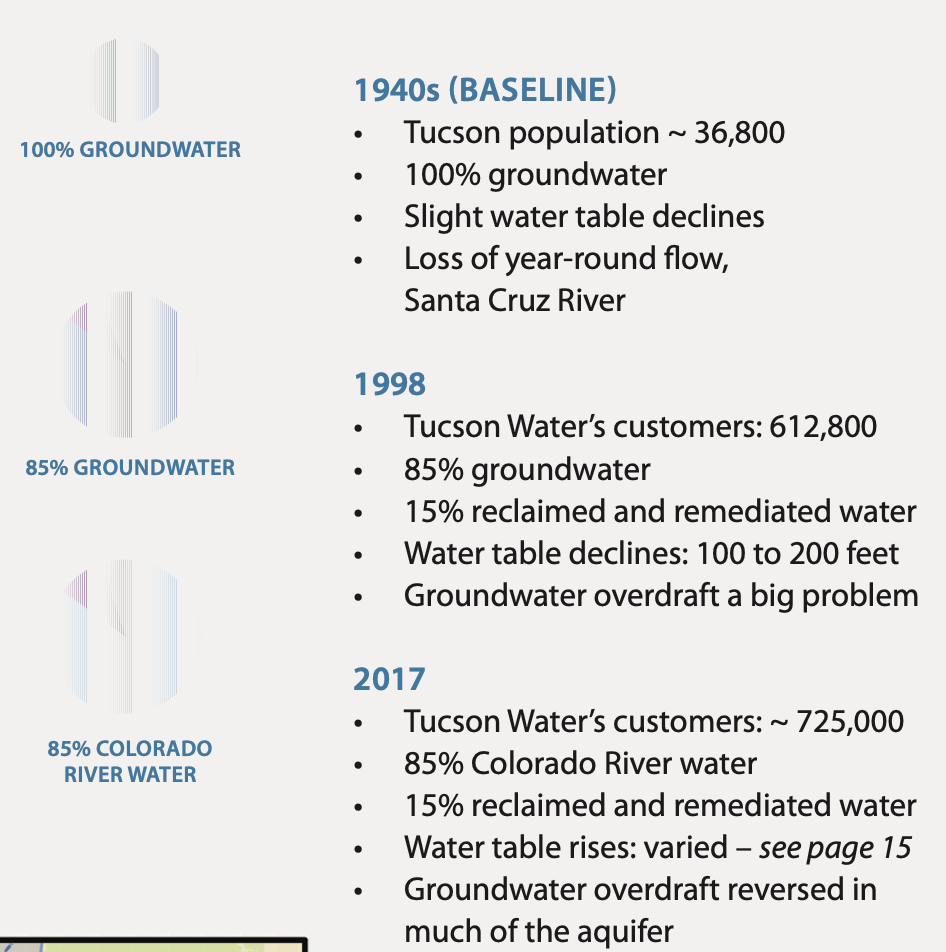 100% GROUNDWATER
85% GROUNDWATER
85% COLORADO
RIVER WATER
1940s (BASELINE)
• Tucson population ~ 36,800
• 100% groundwater
• Slight water table declines
• Loss of year-round flow,
Santa Cruz River
1998
• Tucson Water’s customers: 612,800
• 85% groundwater
• 15% reclaimed and remediated water
• Water table declines: 100 to 200 feet
• Groundwater overdraft a big problem
2017
• Tucson Water’s customers: ~ 725,000
• 85% Colorado River water
• 15% reclaimed and remediated water
• Water table rises: varied – see page 15
• Groundwater overdraft reversed in
much of the aquifer